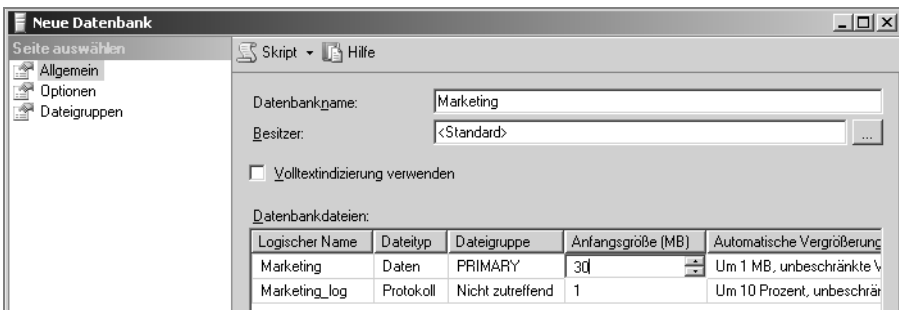 Neue Datenbank
Seite auswählen
Allgemein
Optionen
Dateigruppen
Skript Hilfe
Datenbankname: Marketing
Besitzer: <Standard> ...
Volltextindizierung verwenden
Datenbankdateien:
Logischer Name Dateityp Dateigruppe Anfangsgröße (MB) Automatische Vergrößerung
Marketing Daten PRIMARY 30 Um 1 MB, unbeschränkte
Marketing_log Protokoll Nicht zutreffend 1 Um 10 Prozent,